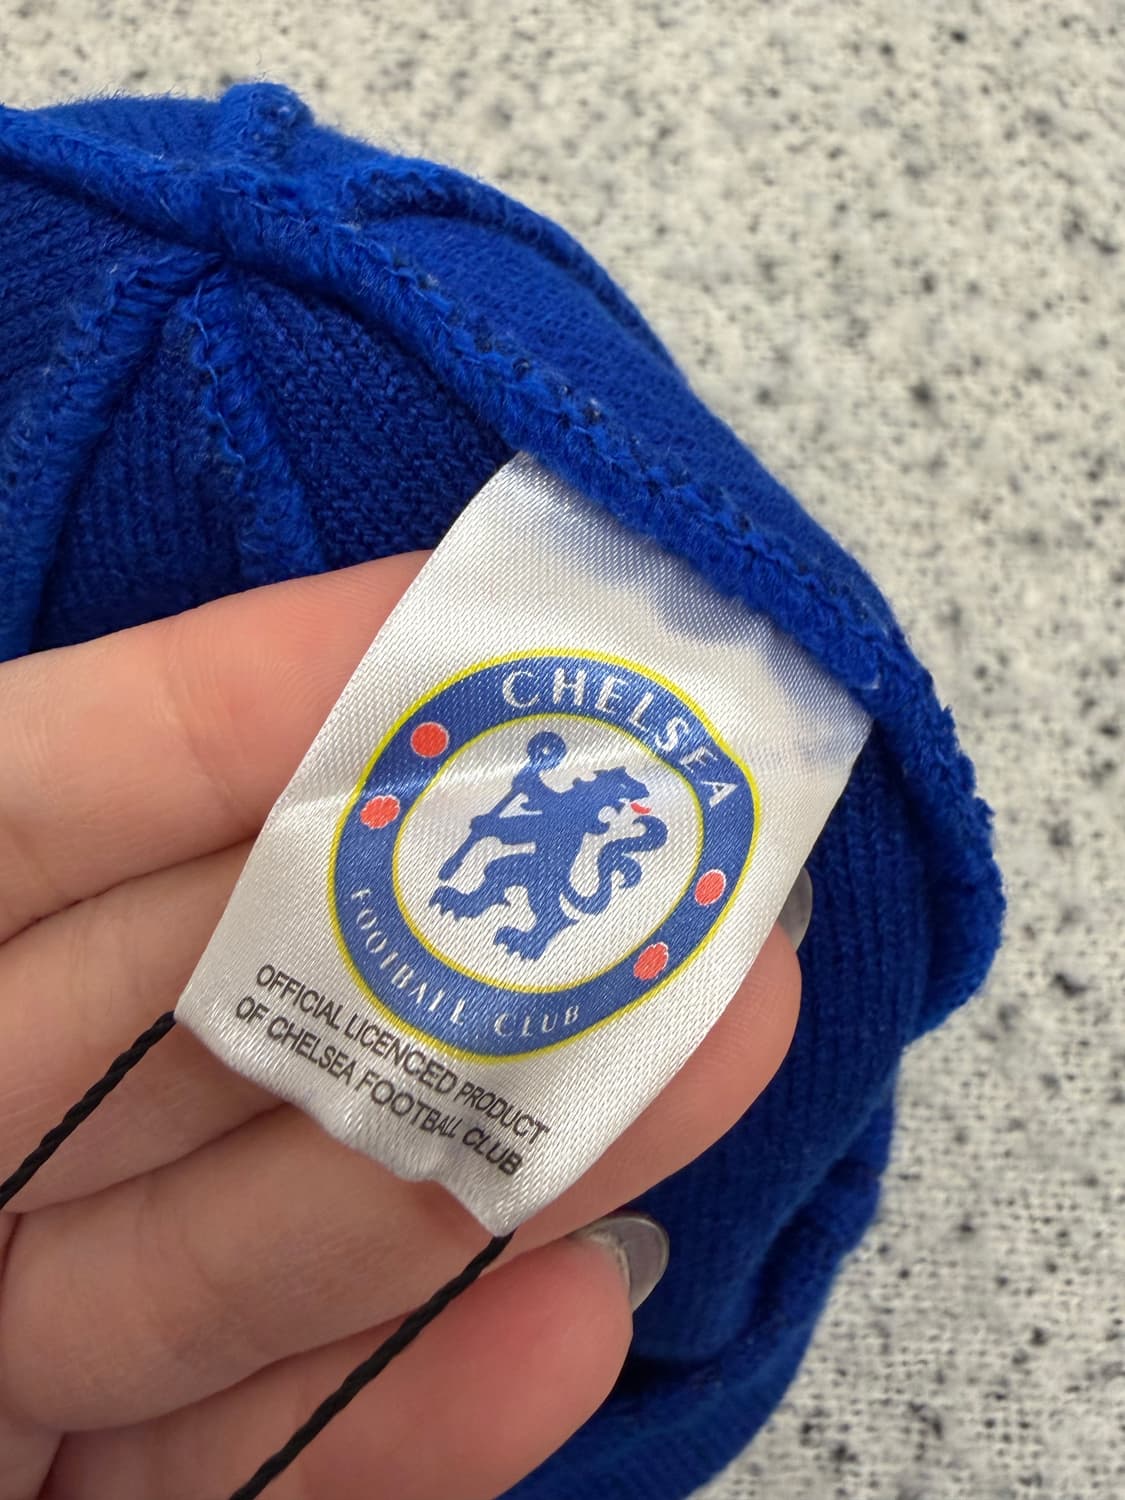 CHELSEA
FOOTBALL CLUB
OFFICIAL LICENCED PRODUCT
OF CHELSEA FOOTBALL CLUB